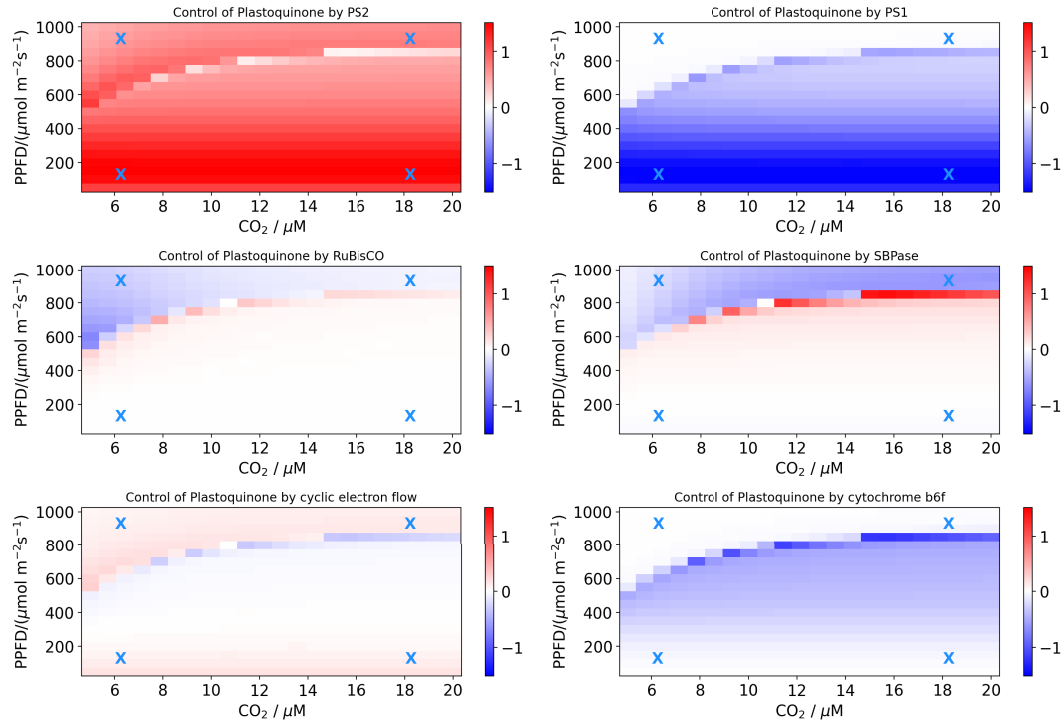 Control of Plastoquinone by PS2
PPFD/(μmol m⁻²s⁻¹)
1000
800
600
400
200
X X
X X
6 8 10 12 14 16 18 20
CO₂ / μM
1
0
−1
Control of Plastoquinone by PS1
PPFD/(μmol m⁻²s⁻¹)
1000
800
600
400
200
X X
X X
6 8 10 12 14 16 18 20
CO₂ / μM
1
0
−1
Control of Plastoquinone by RuBisCO
PPFD/(μmol m⁻²s⁻¹)
1000
800
600
400
200
X X
X X
6 8 10 12 14 16 18 20
CO₂ / μM
1
0
−1
Control of Plastoquinone by SBPase
PPFD/(μmol m⁻²s⁻¹)
1000
800
600
400
200
X X
X X
6 8 10 12 14 16 18 20
CO₂ / μM
1
0
−1
Control of Plastoquinone by cyclic electron flow
PPFD/(μmol m⁻²s⁻¹)
1000
800
600
400
200
X X
X X
6 8 10 12 14 16 18 20
CO₂ / μM
1
0
−1
Control of Plastoquinone by cytochrome b6f
PPFD/(μmol m⁻²s⁻¹)
1000
800
600
400
200
X X
X X
6 8 10 12 14 16 18 20
CO₂ / μM
1
0
−1